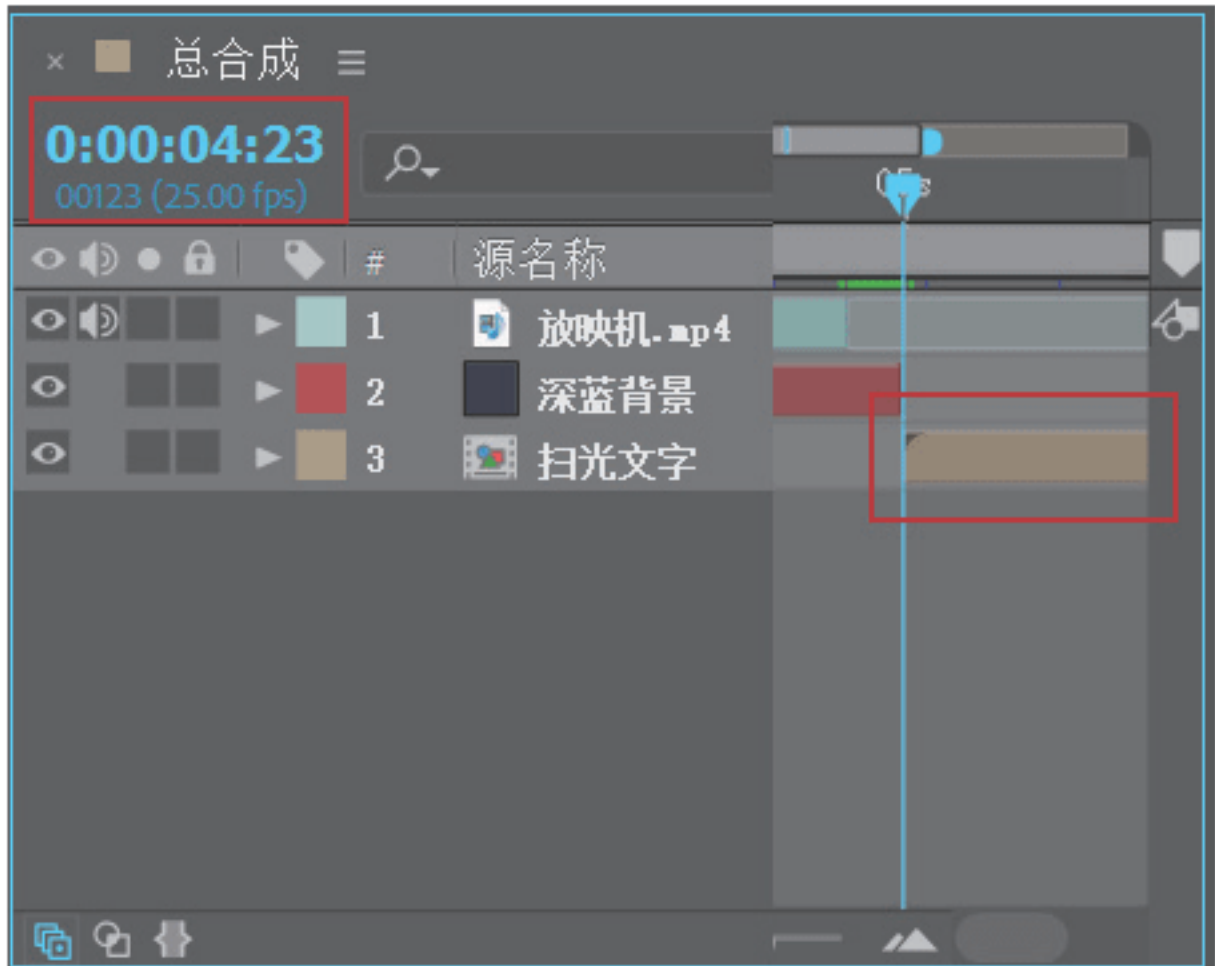 总合成
0:00:04:23
00123 (25.00 fps)
# 源名称
1 放映机.mp4
2 深蓝背景
3 扫光文字